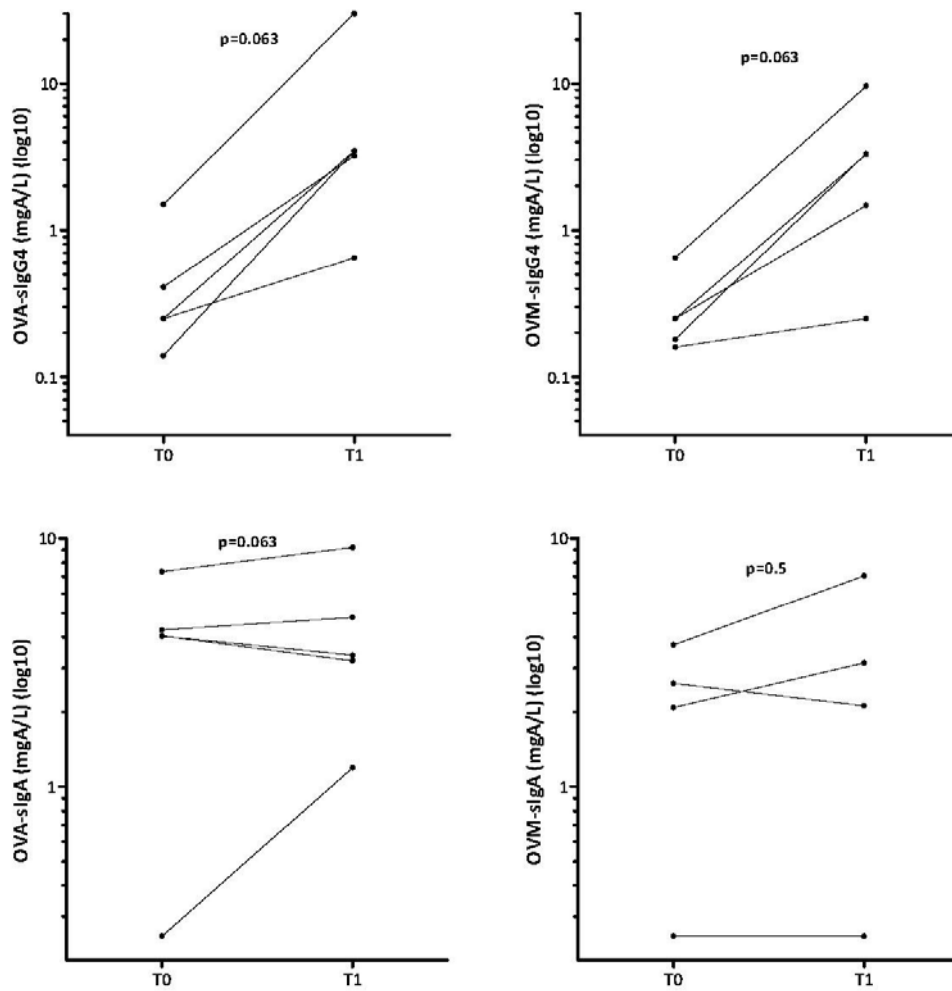 p=0.063
OVA-sIgG4 (mgA/L) (log10)
10
1
0.1
T0 T1
p=0.063
OVM-sIgG4 (mgA/L) (log10)
10
1
0.1
T0 T1
p=0.063
OVA-sIgA (mgA/L) (log10)
10
1
T0 T1
p=0.5
OVM-sIgA (mgA/L) (log10)
10
1
T0 T1